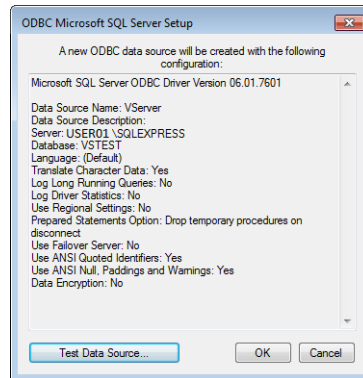 ODBC Microsoft SQL Server Setup
A new ODBC data source will be created with the following
configuration:
Microsoft SQL Server ODBC Driver Version 06.01.7601
Data Source Name: VServer
Data Source Description:
Server: USER01 \SQLEXPRESS
Database: VSTEST
Language: (Default)
Translate Character Data: Yes
Log Long Running Queries: No
Log Driver Statistics: No
Use Regional Settings: No
Prepared Statements Option: Drop temporary procedures on
disconnect
Use Failover Server: No
Use ANSI Quoted Identifiers: Yes
Use ANSI Null, Paddings and Warnings: Yes
Data Encryption: No
Test Data Source...
OK
Cancel